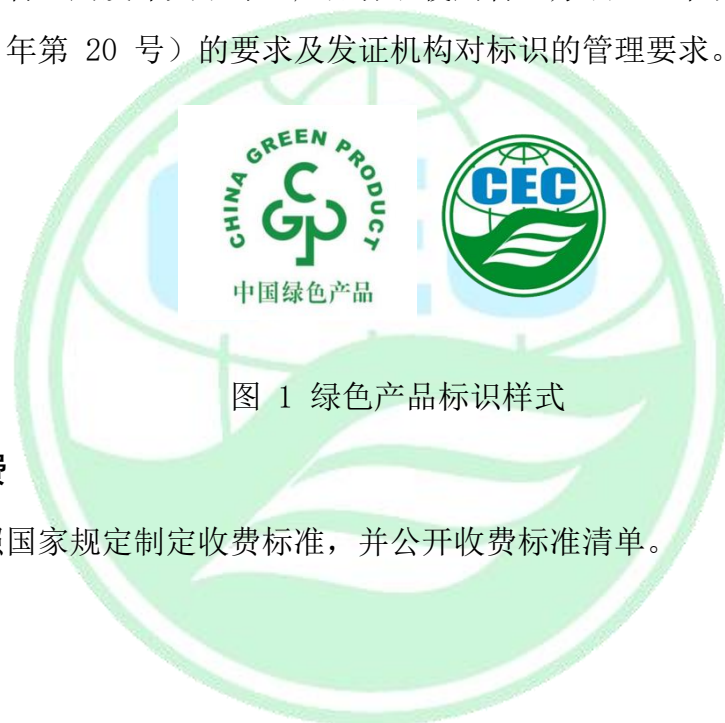 年第 20 号）的要求及发证机构对标识的管理要求。
CHINA GREEN PRODUCT
CGP
中国绿色产品
CEC
图 1 绿色产品标识样式
费
照国家规定制定收费标准，并公开收费标准清单。